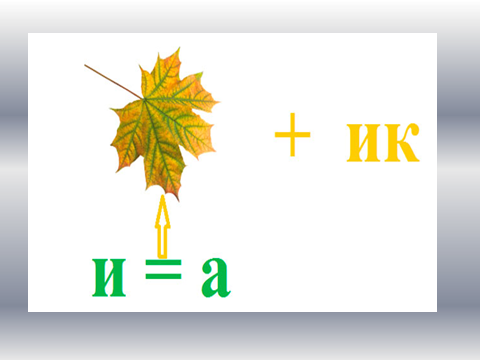 + ик
и = а